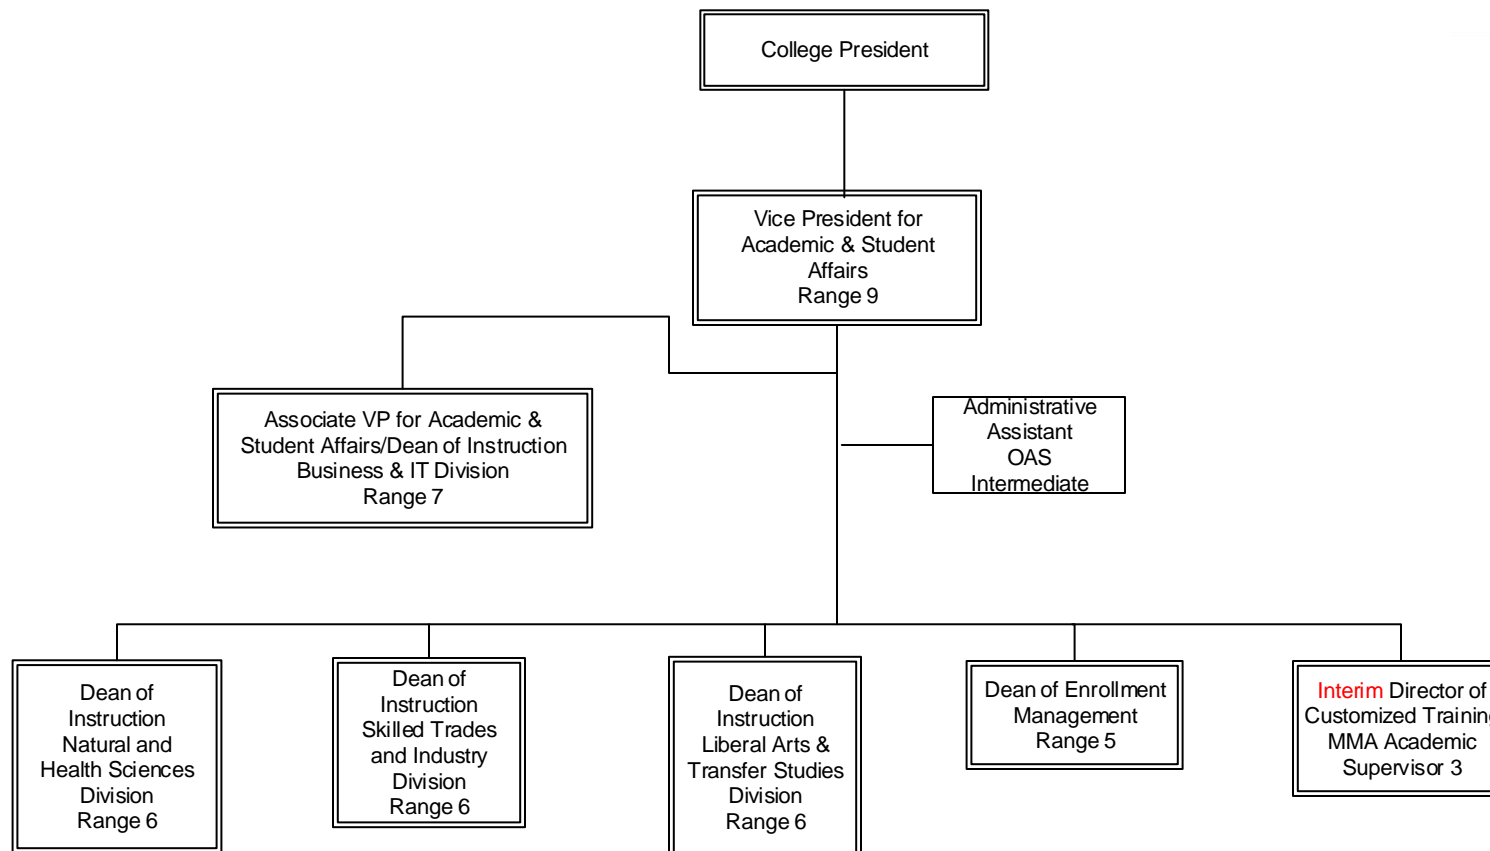 College President
Vice President for
Academic & Student
Affairs
Range 9
Associate VP for Academic &
Student Affairs/Dean of Instruction
Business & IT Division
Range 7
Administrative
Assistant
OAS
Intermediate
Dean of
Instruction
Natural and
Health Sciences
Division
Range 6
Dean of
Instruction
Skilled Trades
and Industry
Division
Range 6
Dean of
Instruction
Liberal Arts &
Transfer Studies
Division
Range 6
Dean of Enrollment
Management
Range 5
Interim Director of
Customized Training
MMA Academic
Supervisor 3